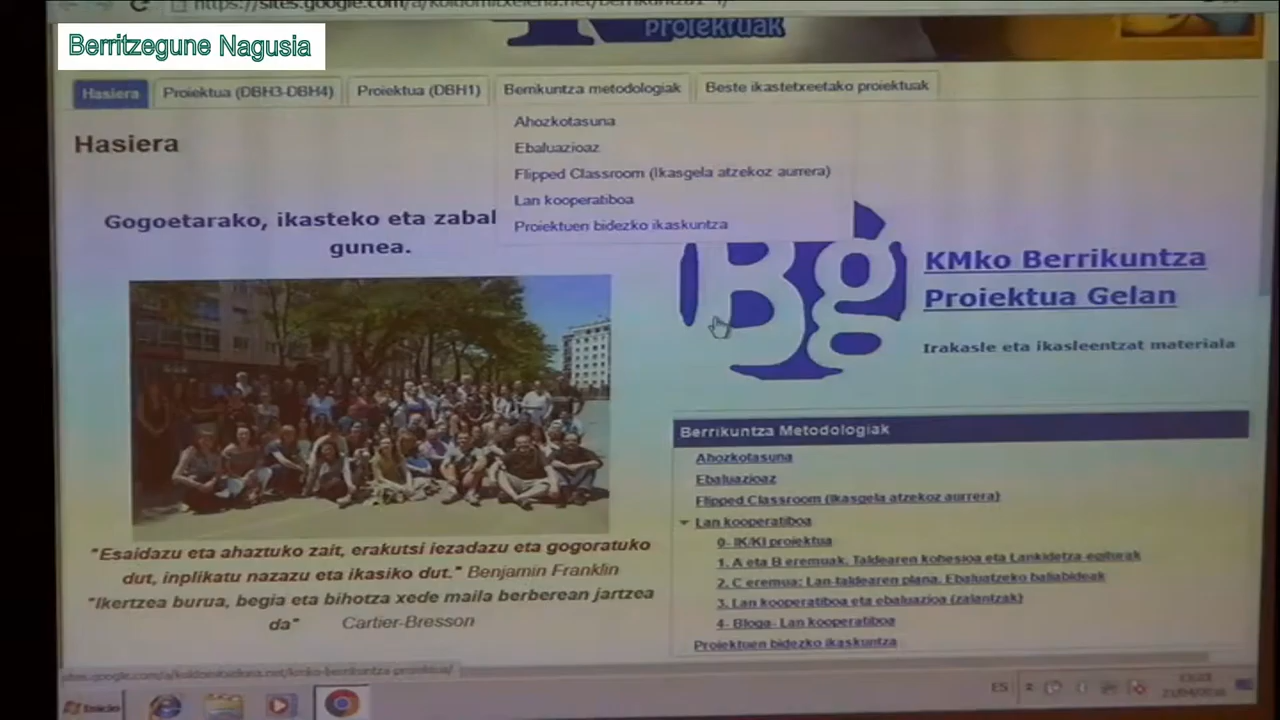 Berritzegune Nagusia
proiektuak
Hasiera
Proiektua (DBH3-DBH4)
Proiektua (DBH1)
Berrikuntza metodologiak
Beste ikastetxeetako proiektuak
Ahozkotasuna
Ebaluazioaz
Flipped Classroom (Ikasgela atzekoz aurrera)
Lan kooperatiboa
Proiektuen bidezko ikaskuntza
Hasiera
Gogoetarako, ikasteko eta zabal
gunea.
Bg
g
KMko Berrikuntza
Proiektua Gelan
Irakasle eta ikasleentzat materiala
"Esaidazu eta ahaztuko zait, erakutsi iezadazu eta gogoratuko
dut, inplikatu nazazu eta ikasiko dut." Benjamin Franklin
"Ikertzea burua, begia eta bihotza xede maila berberean jartzea
da" Cartier-Bresson
Berrikuntza Metodologiak
Ahozkotasuna
Ebaluazioaz
Flipped Classroom (Ikasgela atzekoz aurrera)
Lan kooperatiboa
0- IK/KI proiektua
1. A eta B eremuak. Taldearen kohesioa eta Lankidetza-egiturak
2. C eremua: Lan-taldearen plana. Ebaluatzeko baliabideak
3. Lan kooperatiboa eta ebaluazioa (zalantzak)
4- Bloga- Lan kooperatiboa
Proiektuen bidezko ikaskuntza
Inicio
ES